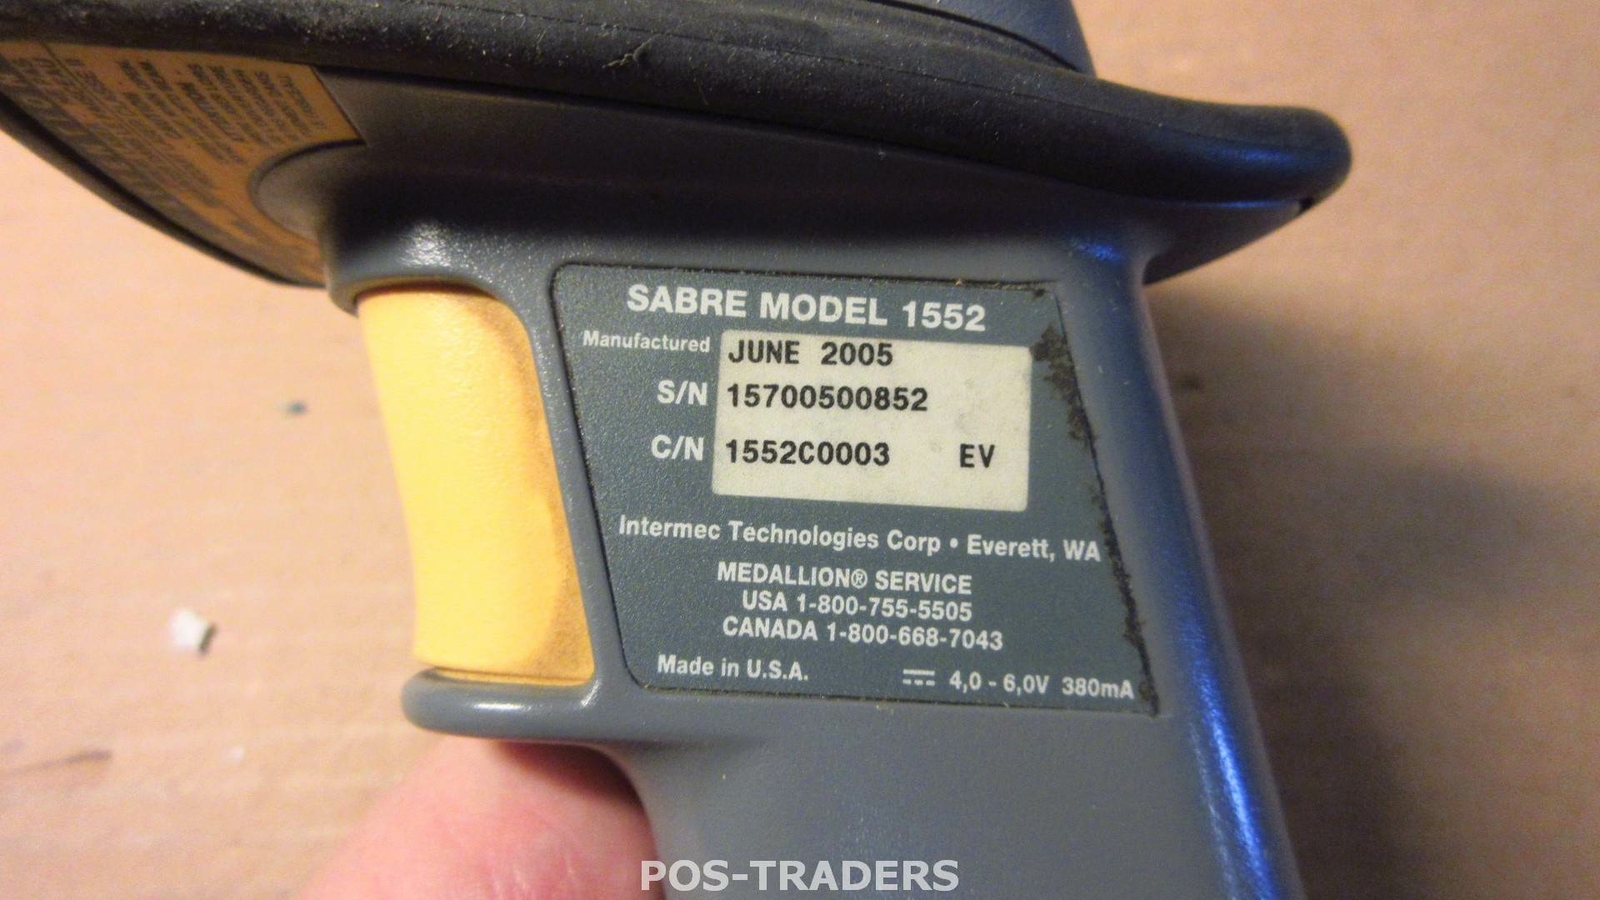 SABRE MODEL 1552
Manufactured JUNE 2005
S/N 15700500852
C/N 1552C0003 EV
Intermec Technologies Corp • Everett, WA
MEDALLION® SERVICE
USA 1-800-755-5505
CANADA 1-800-668-7043
Made in U.S.A. 4,0 - 6,0V 380mA
POS-TRADERS